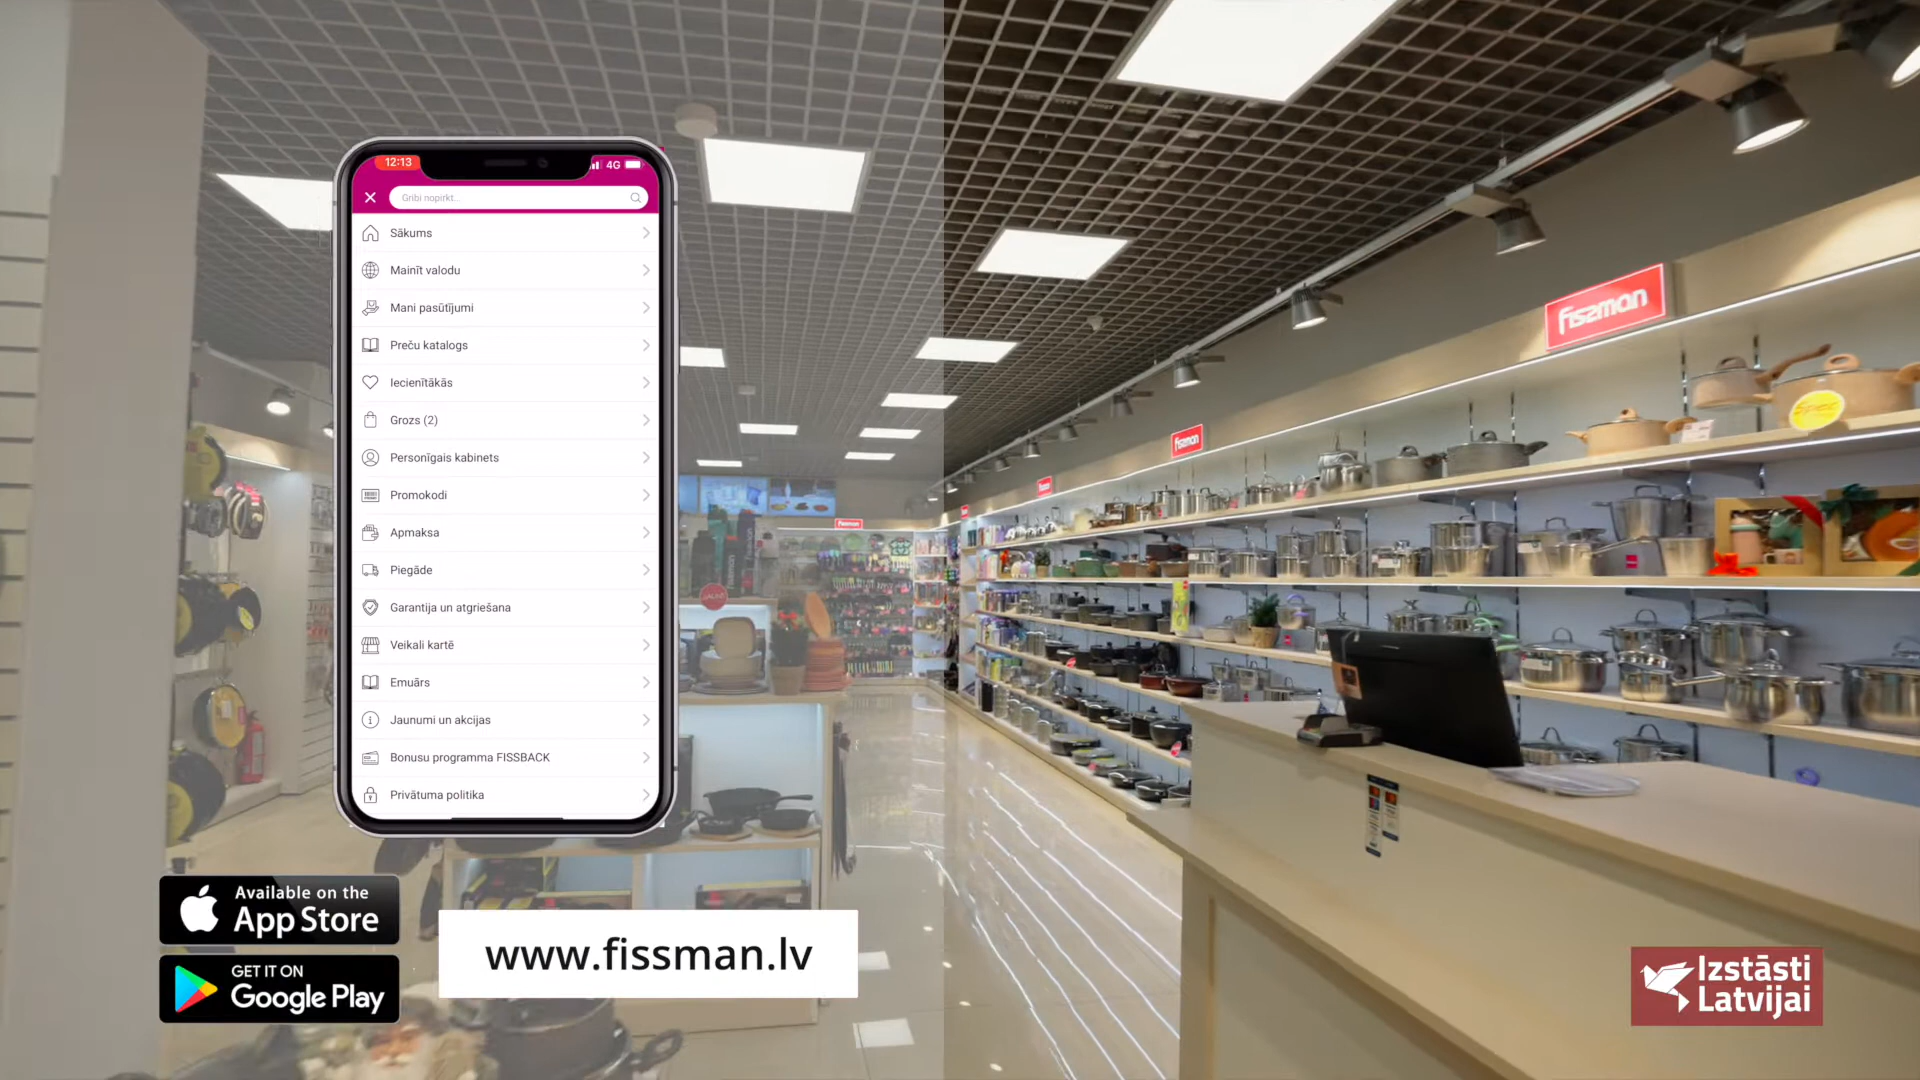 12:13
4G
Gribi nopirkt...
Sākums
Mainīt valodu
Mani pasūtījumi
Preču katalogs
Iecienītākās
Grozs (2)
Personīgais kabinets
Promokodi
Apmaksa
Piegāde
Garantija un atgriešana
Veikali kartē
Emuārs
Jaunumi un akcijas
Bonusu programma FISSBACK
Privātuma politika
Available on the
App Store
GET IT ON
Google Play
www.fissman.lv
fissman
fissman
fissman
Izstāsti
Latvijai